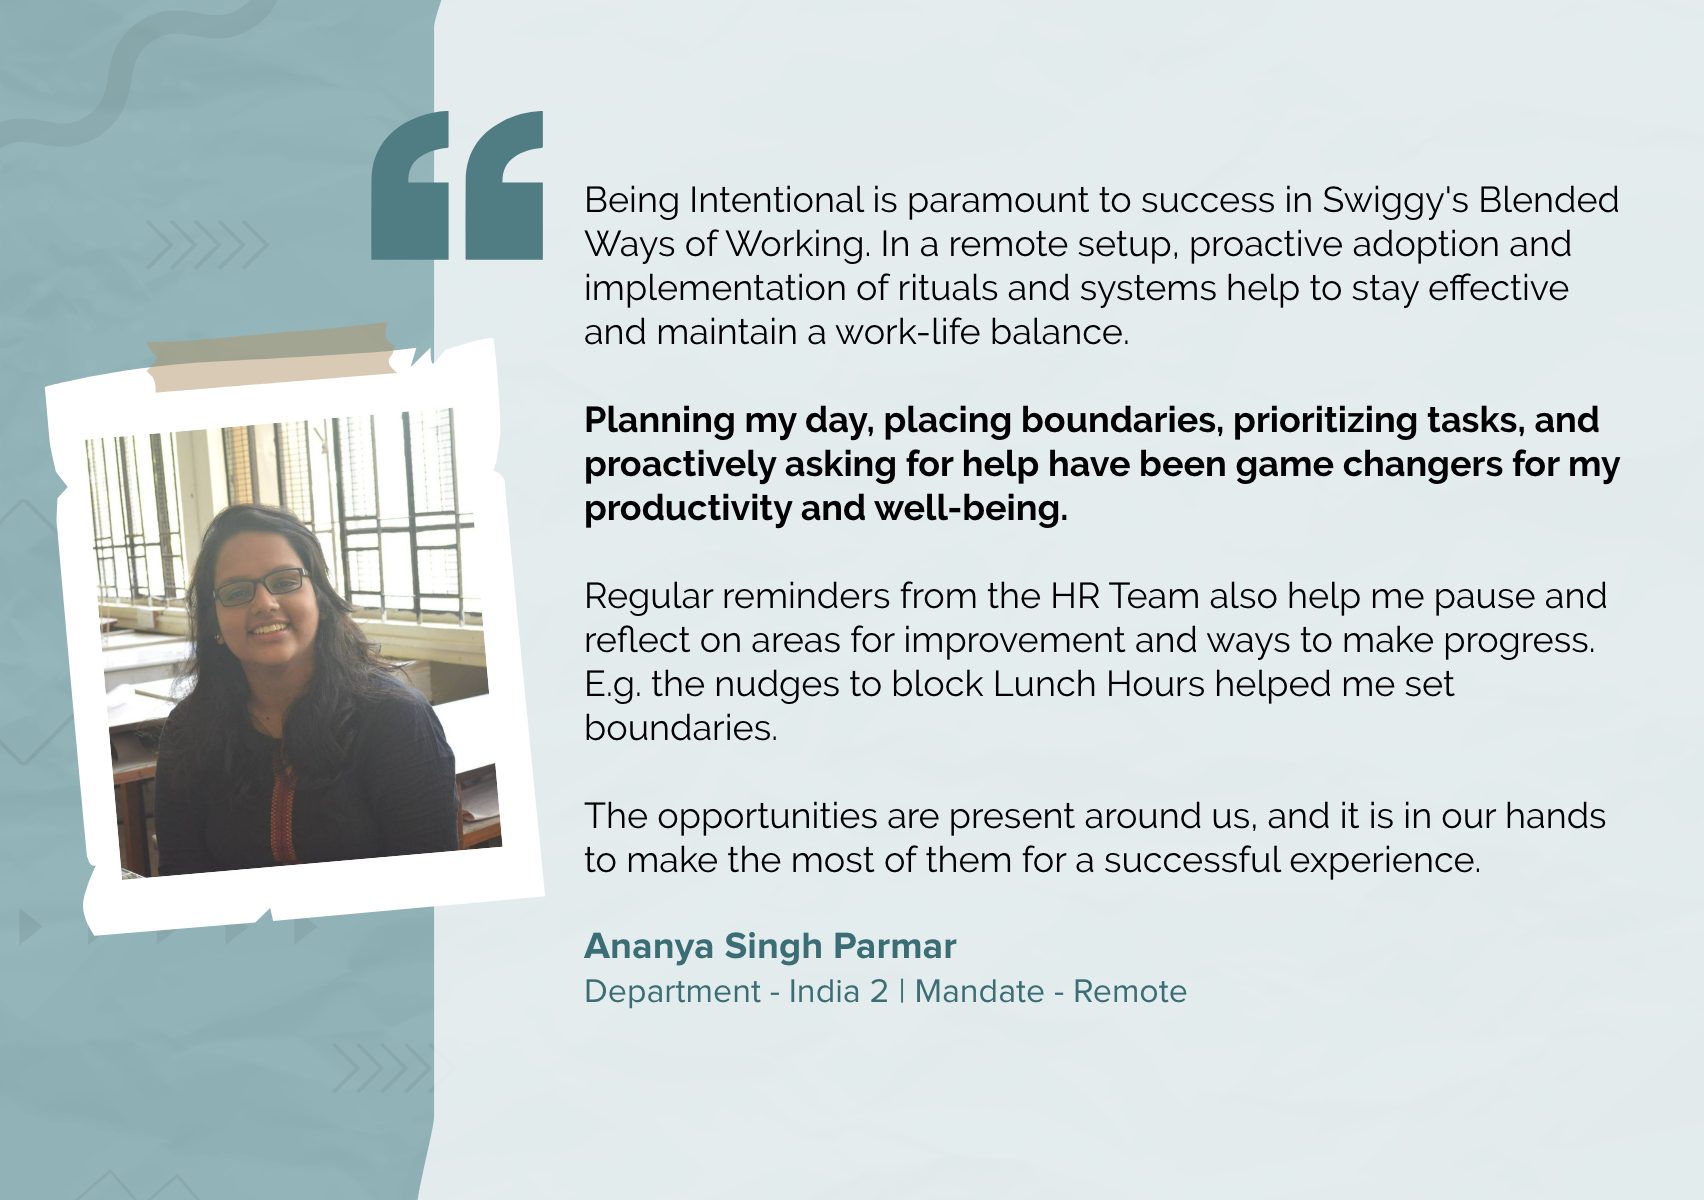 Being Intentional is paramount to success in Swiggy's Blended
Ways of Working. In a remote setup, proactive adoption and
implementation of rituals and systems help to stay effective
and maintain a work-life balance.
Planning my day, placing boundaries, prioritizing tasks, and
proactively asking for help have been game changers for my
productivity and well-being.
Regular reminders from the HR Team also help me pause and
reflect on areas for improvement and ways to make progress.
E.g. the nudges to block Lunch Hours helped me set
boundaries.
The opportunities are present around us, and it is in our hands
to make the most of them for a successful experience.
Ananya Singh Parmar
Department - India 2 | Mandate - Remote